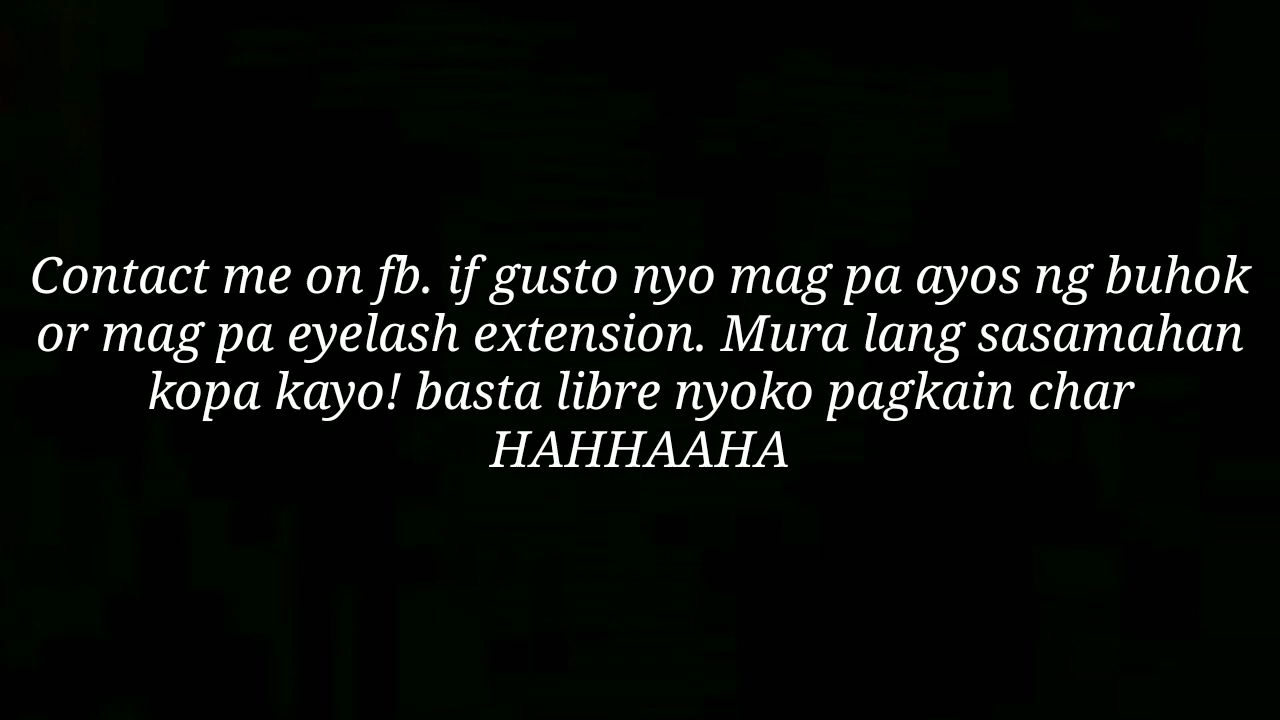 Contact me on fb. if gusto nyo mag pa ayos ng buhok
or mag pa eyelash extension. Mura lang sasamahan
kopa kayo! basta libre nyoko pagkain char
HAHHAAHA